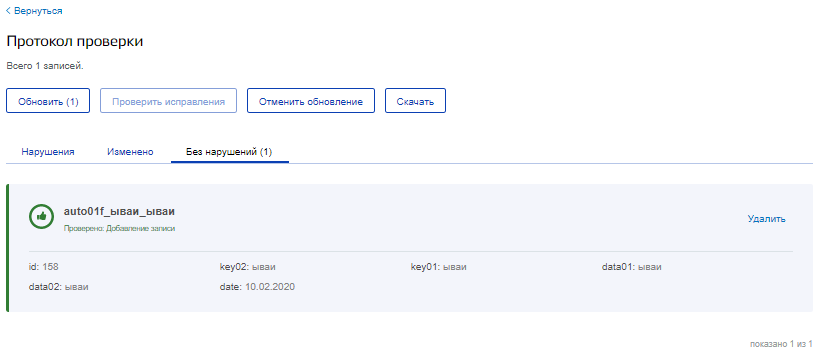 Вернуться
Протокол проверки
Всего 1 записей.
Обновить (1) Проверить исправления Отменить обновление Скачать
Нарушения Изменено Без нарушений (1)
auto01f_ываи_ываи
Удалить
Проверено: Добавление записи
id: 158 key02: ываи key01: ываи data01: ываи
data02: ываи date: 10.02.2020
показано 1 из 1